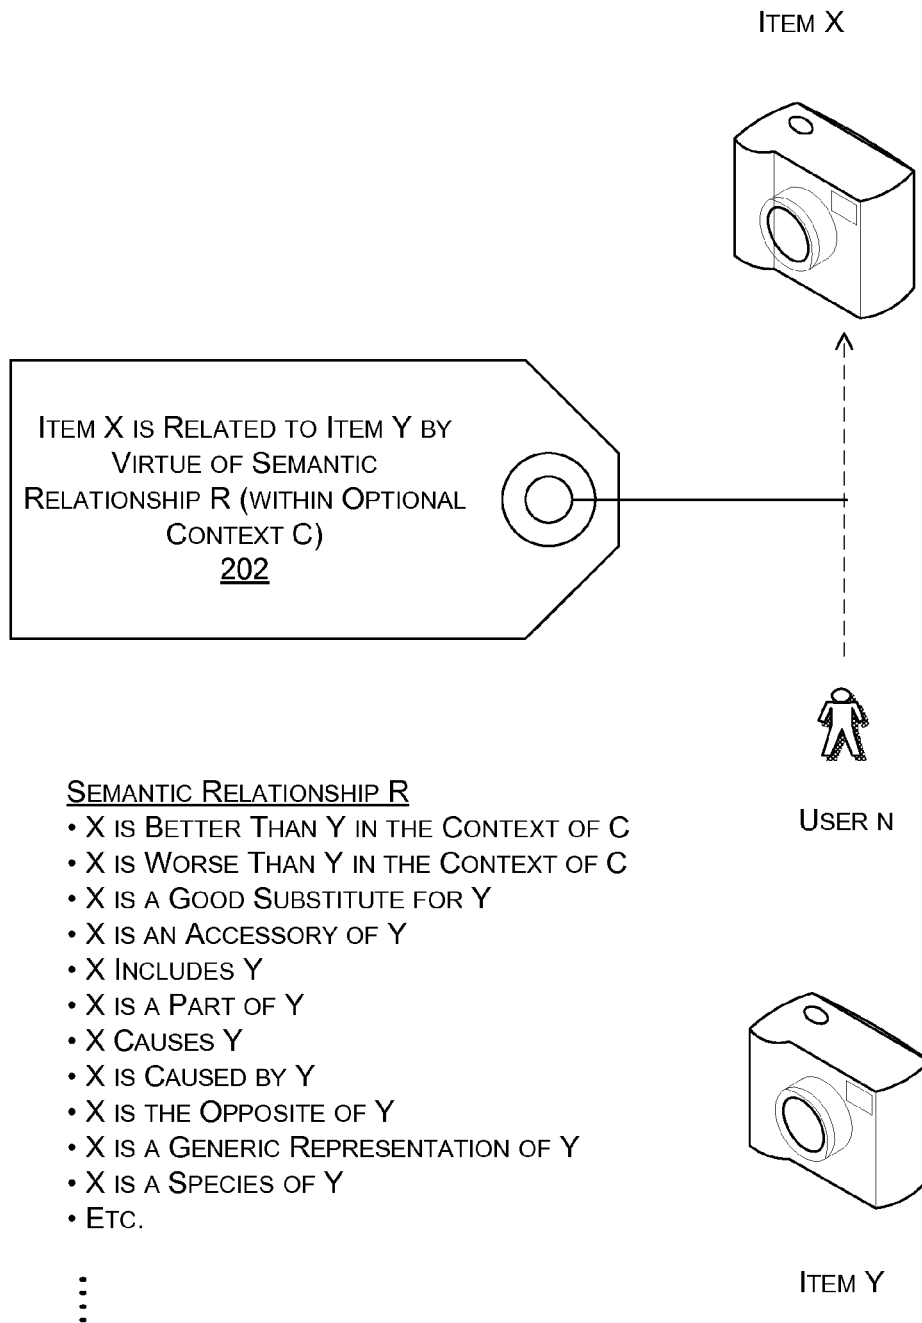 ITEM X
ITEM X IS RELATED TO ITEM Y BY
VIRTUE OF SEMANTIC
RELATIONSHIP R (WITHIN OPTIONAL
CONTEXT C)
202
USER N
SEMANTIC RELATIONSHIP R
• X IS BETTER THAN Y IN THE CONTEXT OF C
• X IS WORSE THAN Y IN THE CONTEXT OF C
• X IS A GOOD SUBSTITUTE FOR Y
• X IS AN ACCESSORY OF Y
• X INCLUDES Y
• X IS A PART OF Y
• X CAUSES Y
• X IS CAUSED BY Y
• X IS THE OPPOSITE OF Y
• X IS A GENERIC REPRESENTATION OF Y
• X IS A SPECIES OF Y
• ETC.
ITEM Y